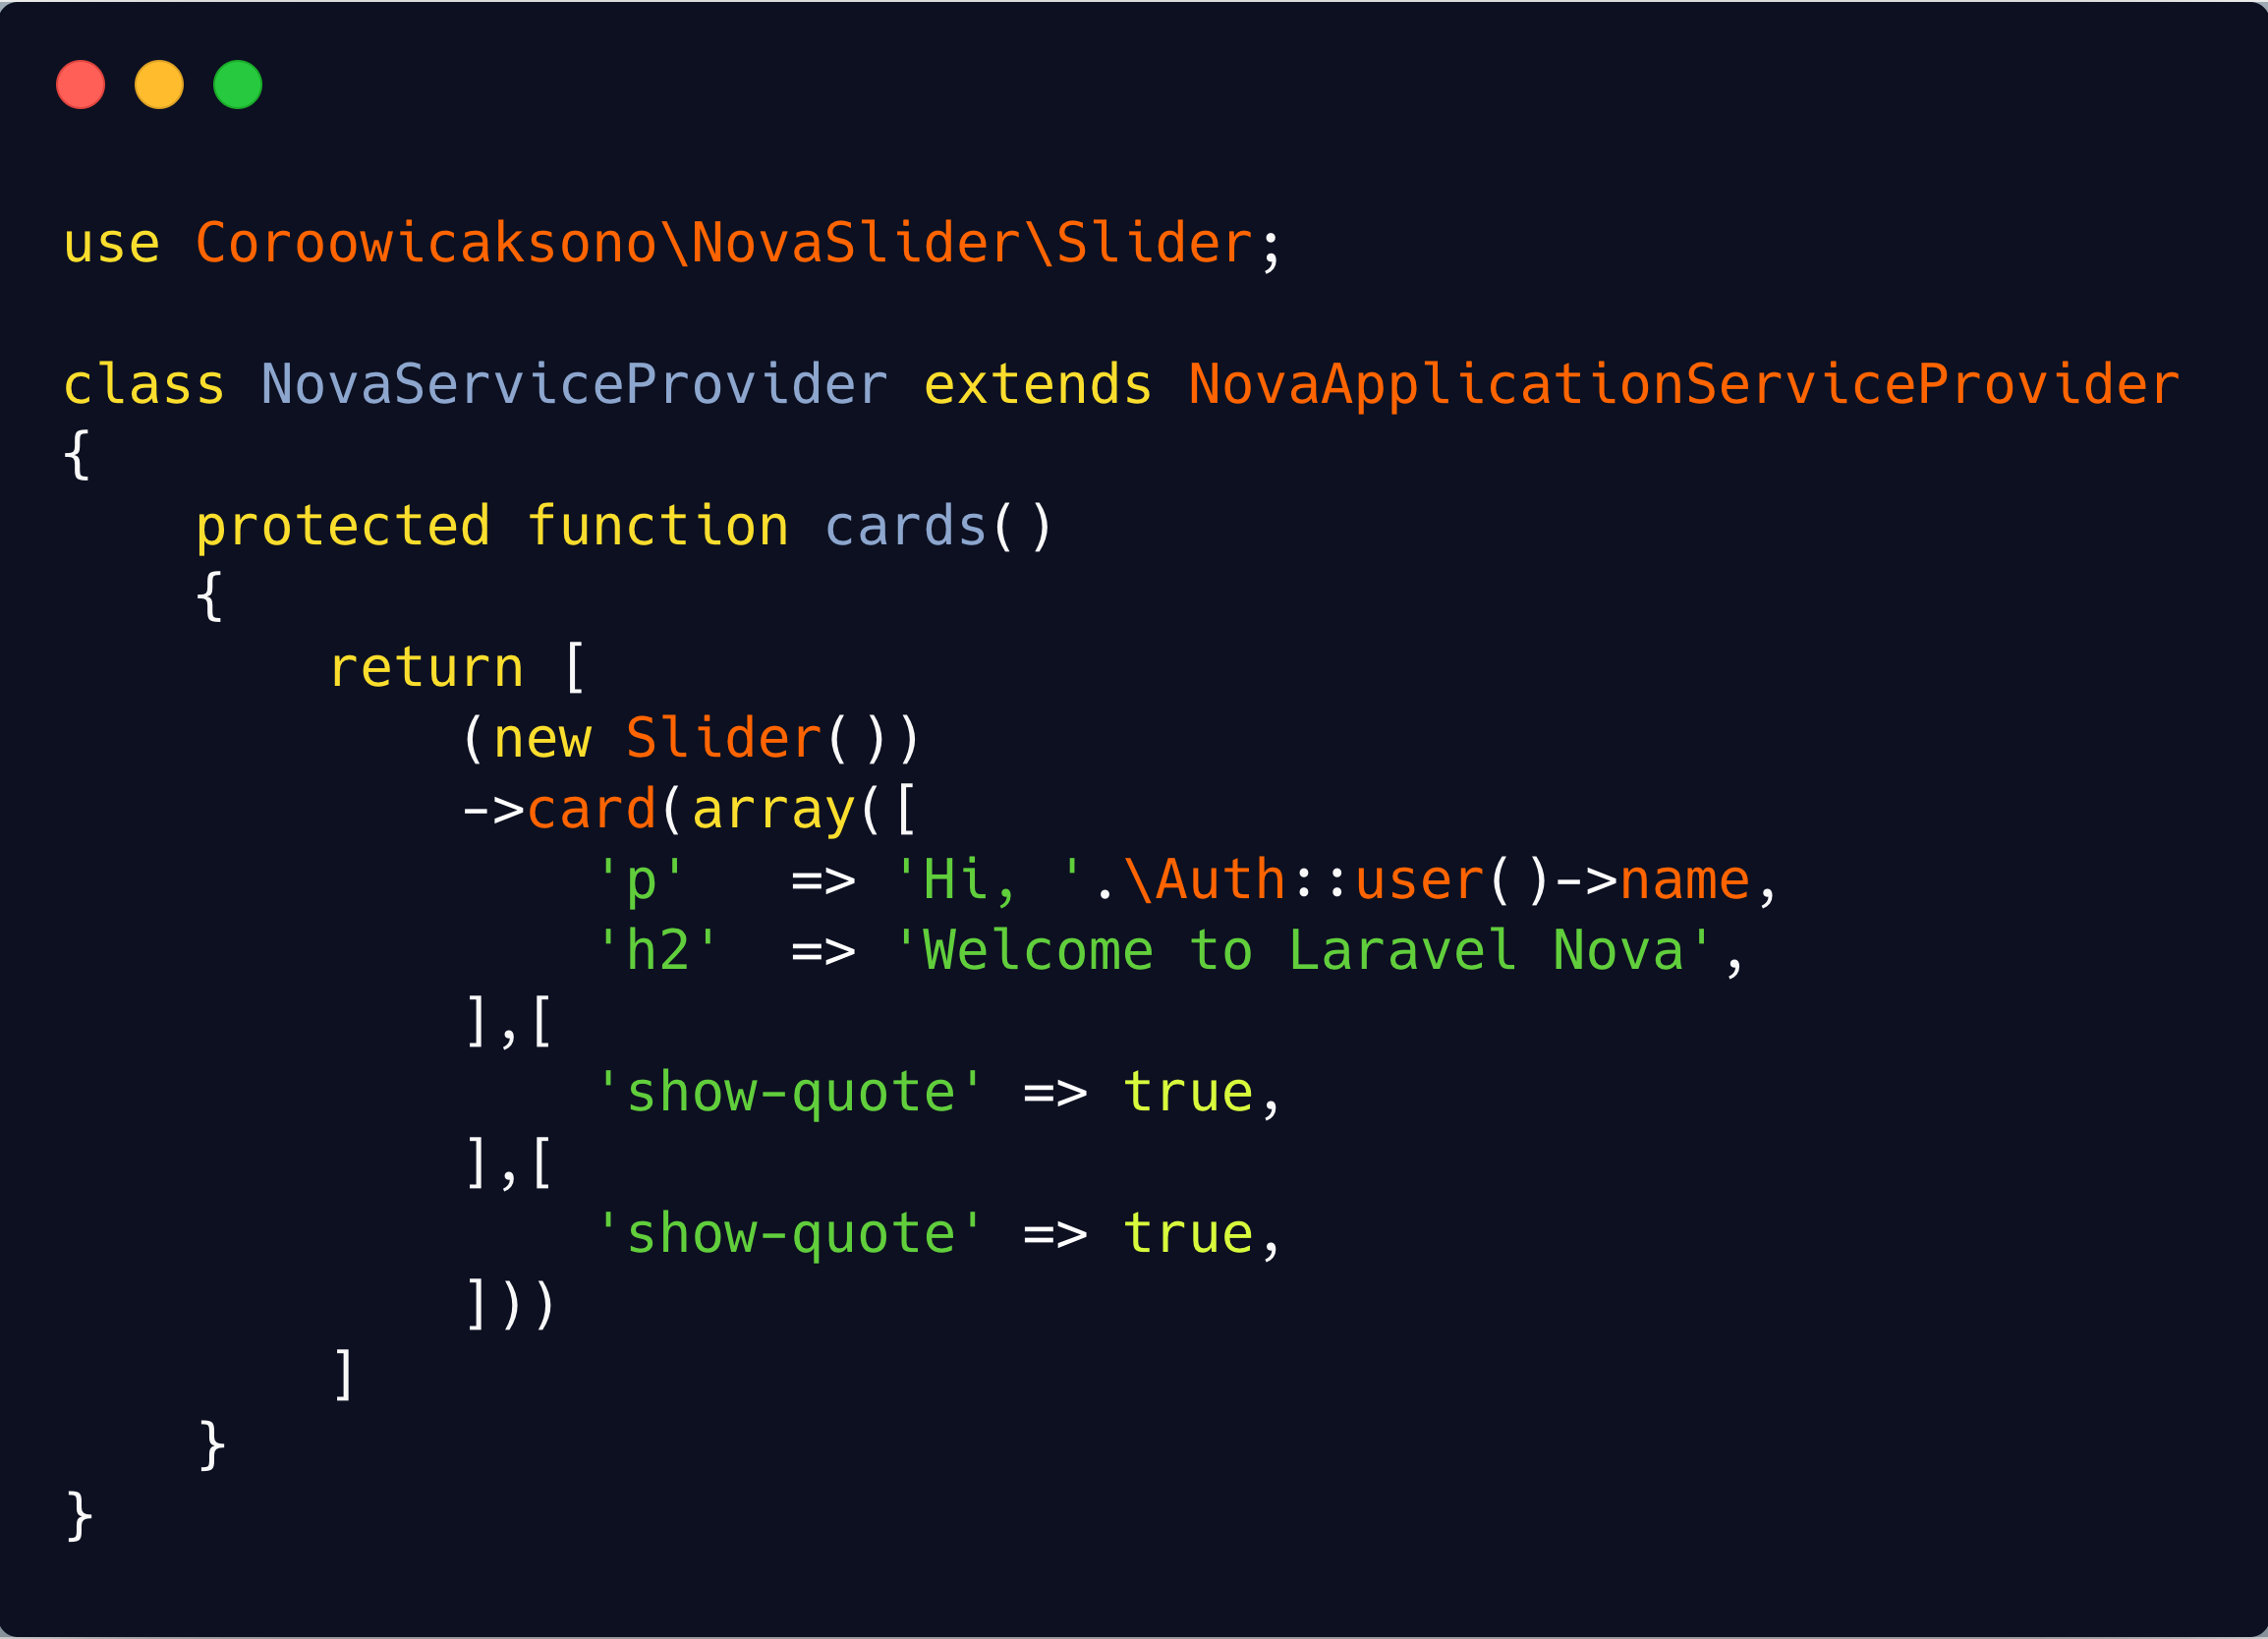 use Coroowicaksono\NovaSlider\Slider;

class NovaServiceProvider extends NovaApplicationServiceProvider
{
    protected function cards()
    {
        return [
            (new Slider())
            ->card(array([
                'p'   => 'Hi, '.\Auth::user()->name,
                'h2'  => 'Welcome to Laravel Nova',
            ],[
                'show-quote' => true,
            ],[
                'show-quote' => true,
            ]))
        ]
    }
}